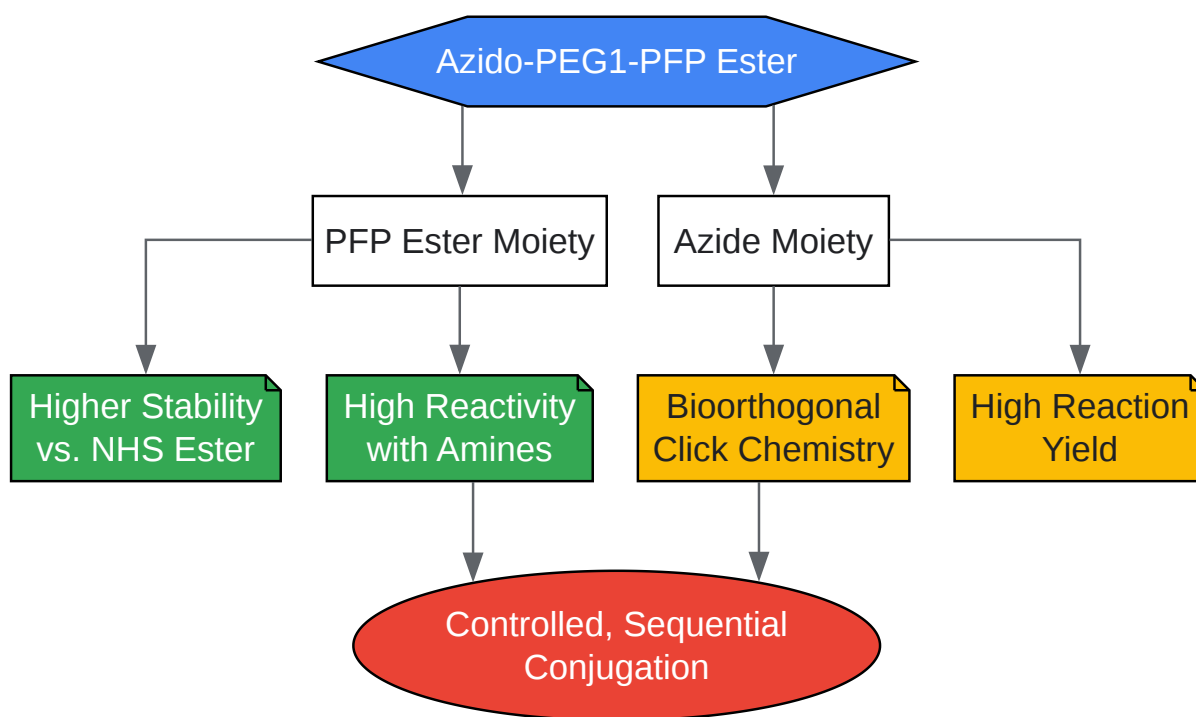 Azido-PEG1-PFP Ester
PFP Ester Moiety
Azide Moiety
Higher Stability
vs. NHS Ester
High Reactivity
with Amines
Bioorthogonal
Click Chemistry
High Reaction
Yield
Controlled, Sequential
Conjugation